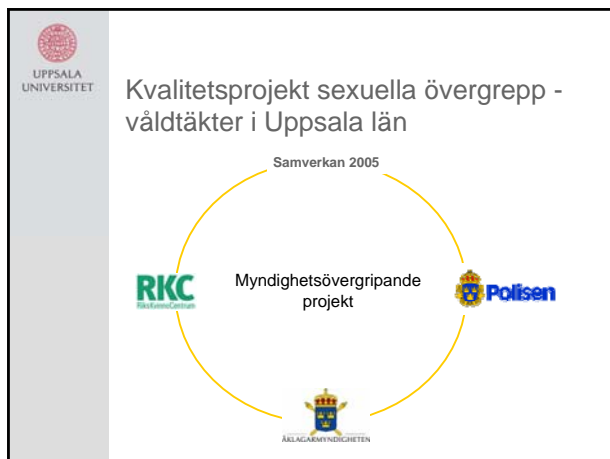 UPPSALA
UNIVERSITET
Kvalitetsprojekt sexuella övergrepp -
våldtäkter i Uppsala län
Samverkan 2005
RKC
RiksKvinnoCentrum
Myndighetsövergripande
projekt
Polisen
ÅKLAGARMYNDIGHETEN